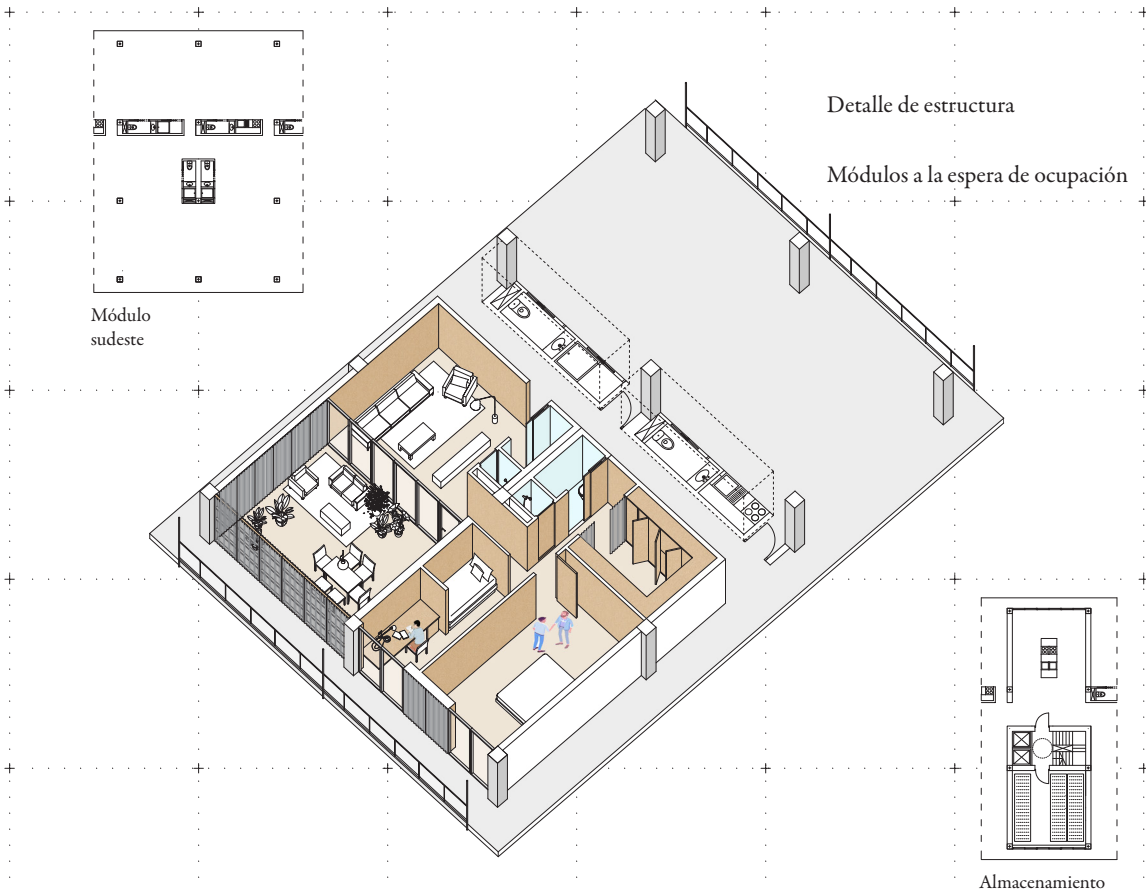 Detalle de estructura
Módulos a la espera de ocupación
Módulo
sudeste
Almacenamiento